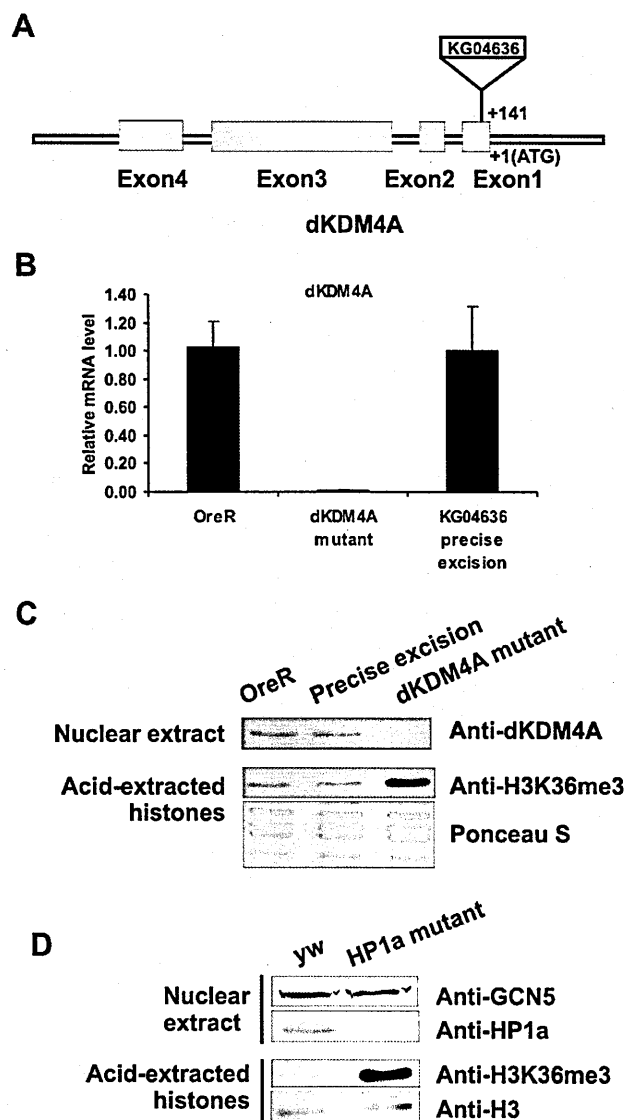 A
KG04636
+141
+1(ATG)
Exon4 Exon3 Exon2 Exon1
dKDM4A
B
dKDM4A
Relative mRNA level
1.40
1.20
1.00
0.80
0.60
0.40
0.20
0.00
OreR
dKDM4A mutant
KG04636 precise excision
C
OreR Precise excision dKDM4A mutant
Nuclear extract Anti-dKDM4A
Acid-extracted histones
Anti-H3K36me3
Ponceau S
D
yw HP1a mutant
Nuclear extract
Anti-GCN5
Anti-HP1a
Acid-extracted histones
Anti-H3K36me3
Anti-H3